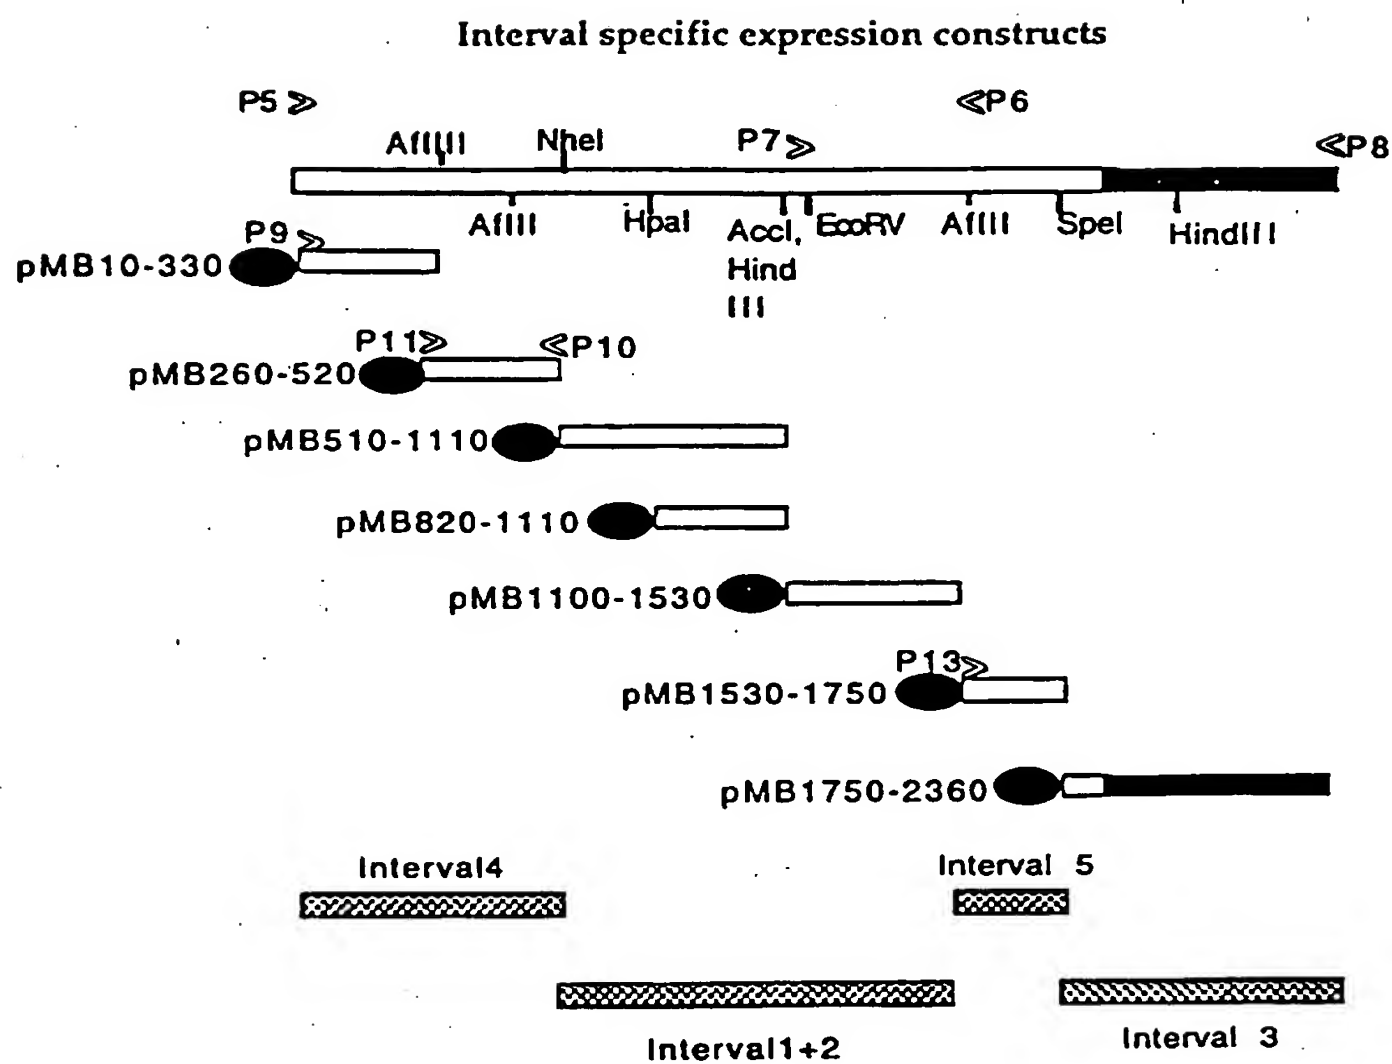 Interval specific expression constructs
P5
P6
AflIII
NheI
P7
P8
AflII
HpaI
AccI,
Hind
III
EcoRV
AflII
SpeI
HindIII
P9
pMB10-330
P11
P10
pMB260-520
pMB510-1110
pMB820-1110
pMB1100-1530
P13
pMB1530-1750
pMB1750-2360
Interval4
Interval 5
Interval1+2
Interval 3